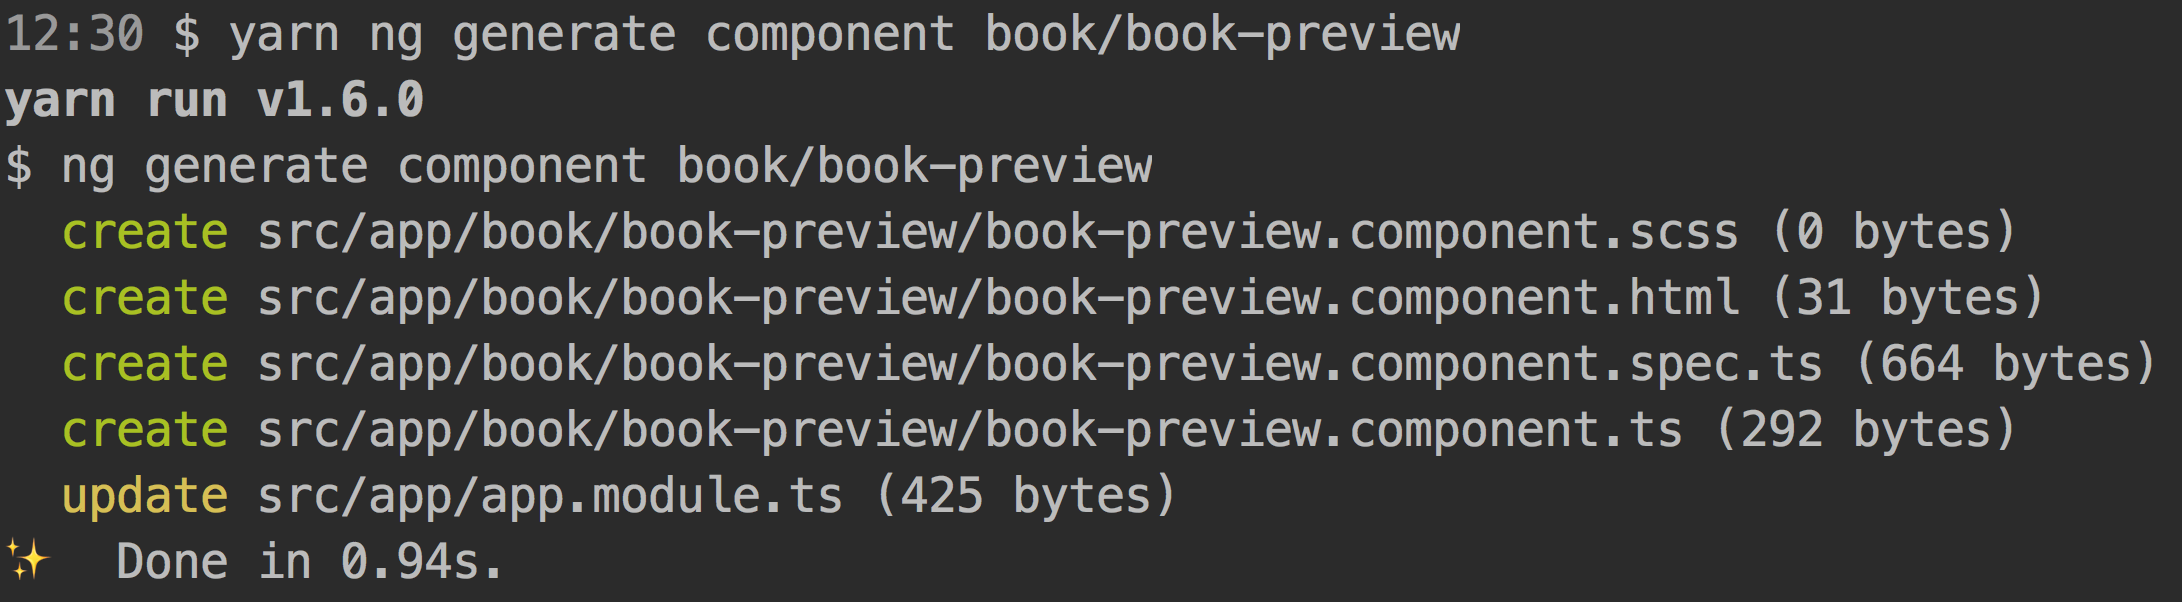 12:30 $ yarn ng generate component book/book-preview
yarn run v1.6.0
$ ng generate component book/book-preview
create src/app/book/book-preview/book-preview.component.scss (0 bytes)
create src/app/book/book-preview/book-preview.component.html (31 bytes)
create src/app/book/book-preview/book-preview.component.spec.ts (664 bytes)
create src/app/book/book-preview/book-preview.component.ts (292 bytes)
update src/app/app.module.ts (425 bytes)
✨ Done in 0.94s.